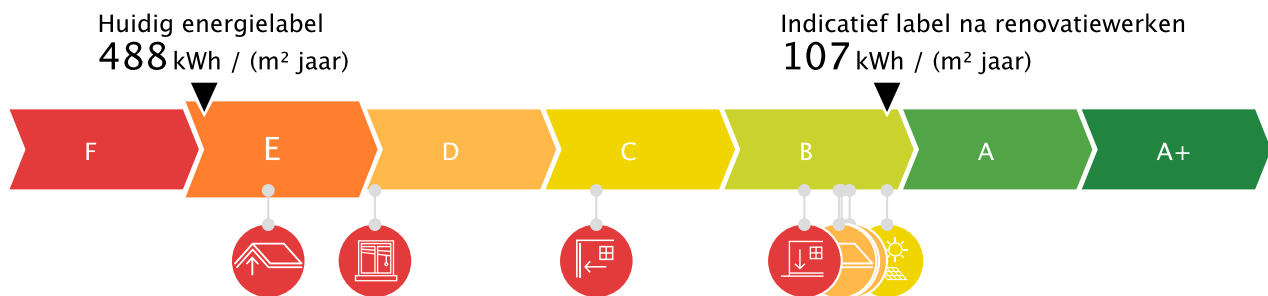 Huidig energielabel
488 kWh / (m² jaar)
Indicatief label na renovatiewerken
107 kWh / (m² jaar)
F
E
D
C
B
A
A+